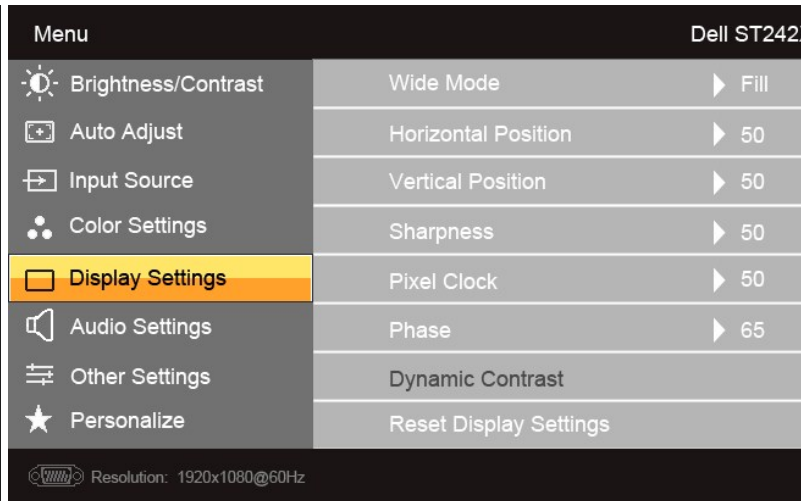 Menu Dell ST242
Brightness/Contrast Wide Mode Fill
Auto Adjust Horizontal Position 50
Input Source Vertical Position 50
Color Settings Sharpness 50
Display Settings Pixel Clock 50
Audio Settings Phase 65
Other Settings Dynamic Contrast
Personalize Reset Display Settings
Resolution: 1920x1080@60Hz